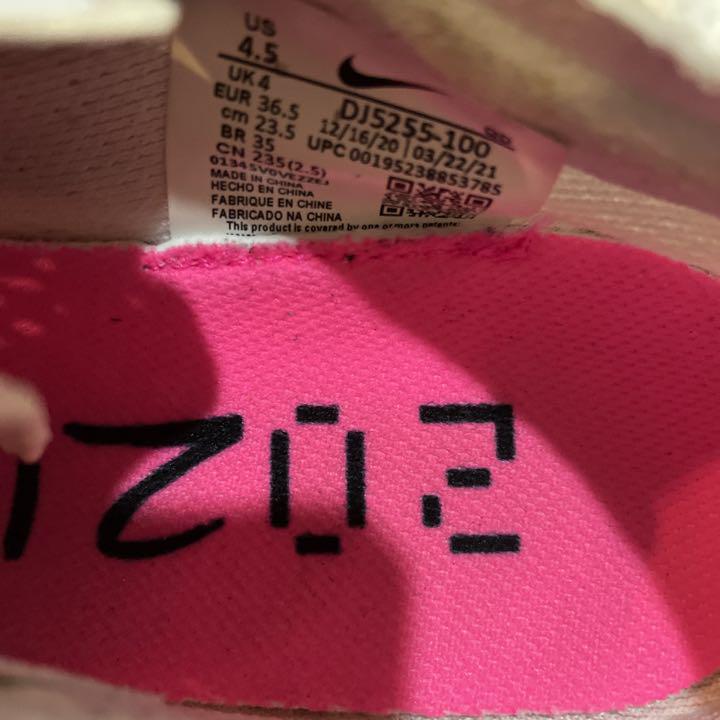 US
4.5
UK 4
EUR 36.5
cm 23.5
BR 35
CN 235(2.5)
DJ5255-100
12/16/20 03/22/21
UPC 00195238853785
MADE IN CHINA
HECHO EN CHINA
FABRIQUE EN CHINE
FABRICADO NA CHINA
This product is covered by one or more patents:
202